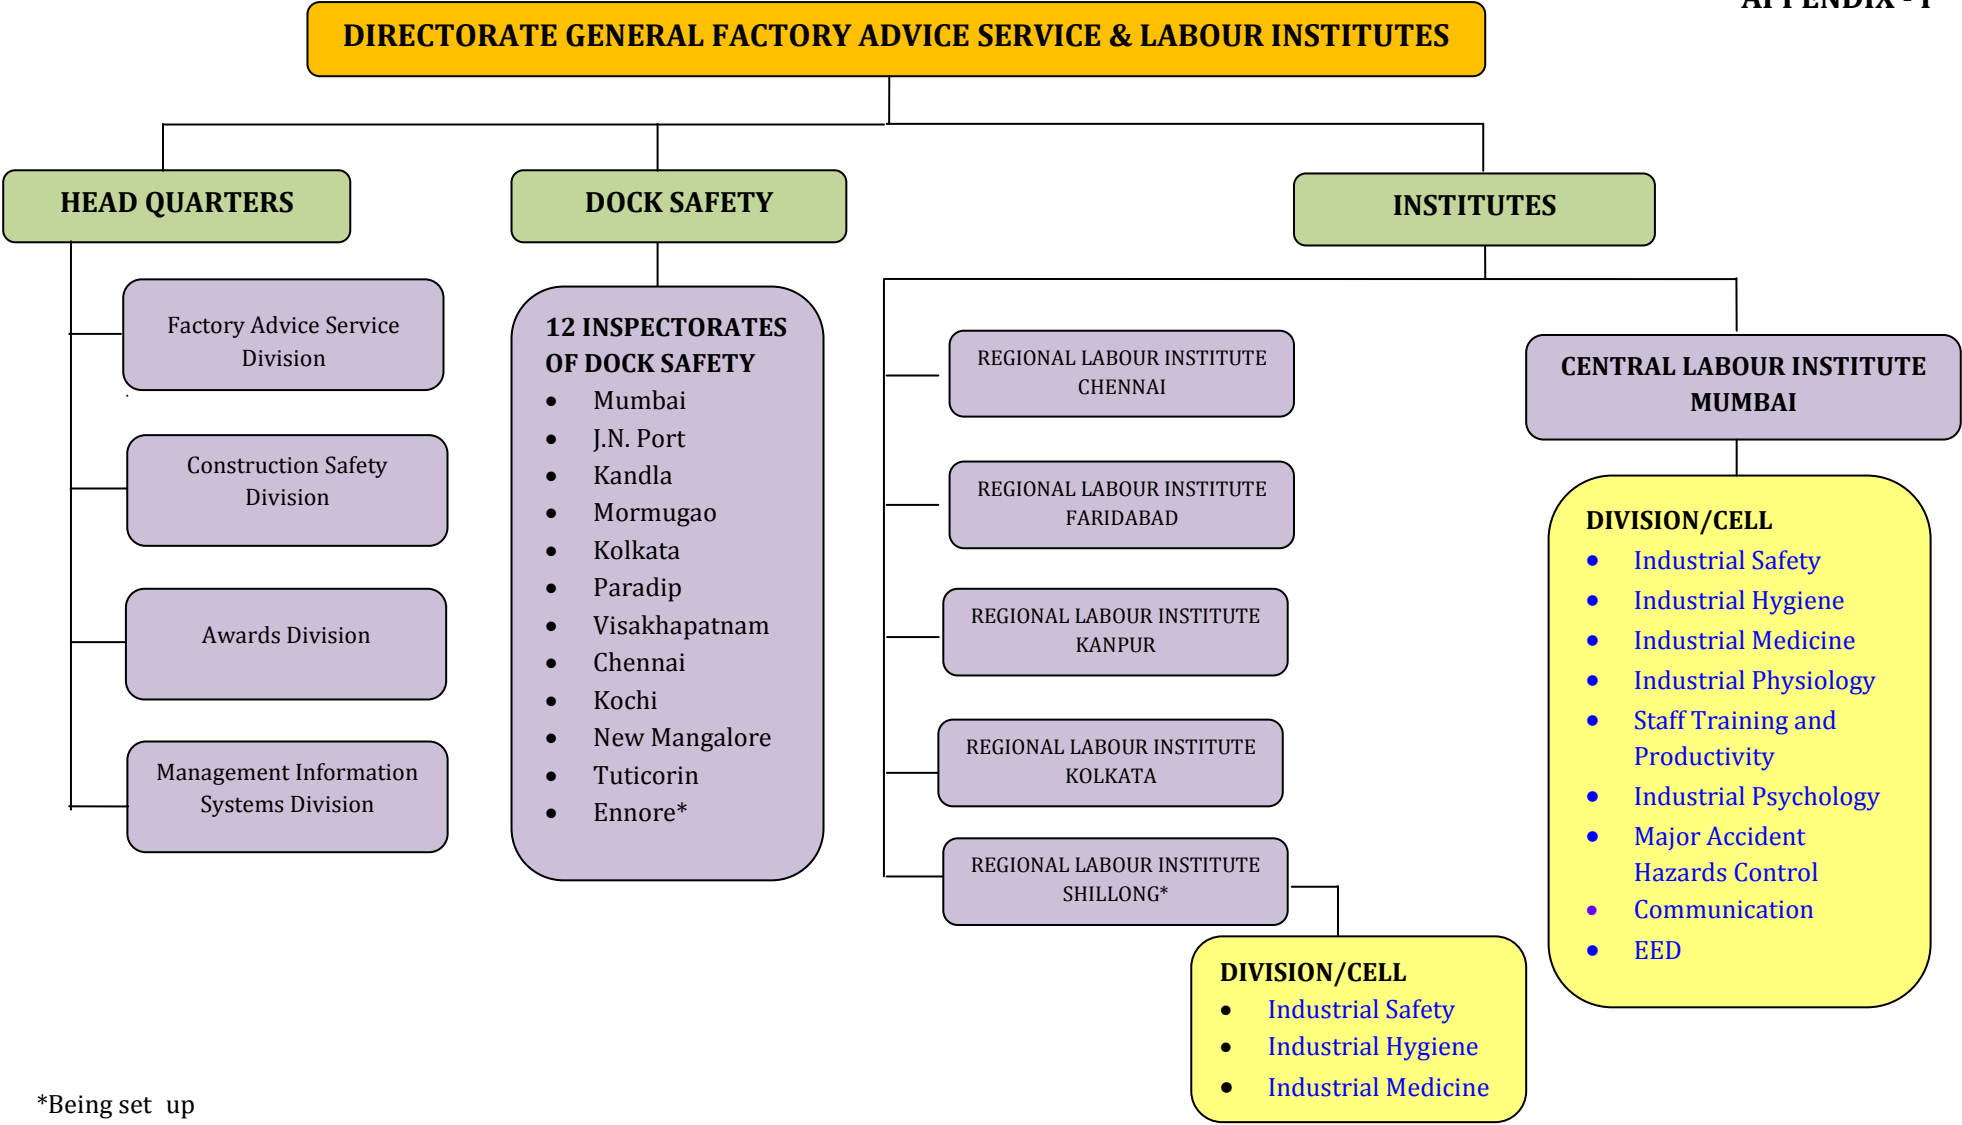 APPENDIX - I
DIRECTORATE GENERAL FACTORY ADVICE SERVICE & LABOUR INSTITUTES
HEAD QUARTERS
Factory Advice Service
Division
Construction Safety
Division
Awards Division
Management Information
Systems Division
DOCK SAFETY
12 INSPECTORATES
OF DOCK SAFETY
• Mumbai
• J.N. Port
• Kandla
• Mormugao
• Kolkata
• Paradip
• Visakhapatnam
• Chennai
• Kochi
• New Mangalore
• Tuticorin
• Ennore*
INSTITUTES
REGIONAL LABOUR INSTITUTE
CHENNAI
REGIONAL LABOUR INSTITUTE
FARIDABAD
REGIONAL LABOUR INSTITUTE
KANPUR
REGIONAL LABOUR INSTITUTE
KOLKATA
REGIONAL LABOUR INSTITUTE
SHILLONG*
DIVISION/CELL
• Industrial Safety
• Industrial Hygiene
• Industrial Medicine
CENTRAL LABOUR INSTITUTE
MUMBAI
DIVISION/CELL
• Industrial Safety
• Industrial Hygiene
• Industrial Medicine
• Industrial Physiology
• Staff Training and
Productivity
• Industrial Psychology
• Major Accident
Hazards Control
• Communication
• EED
*Being set up